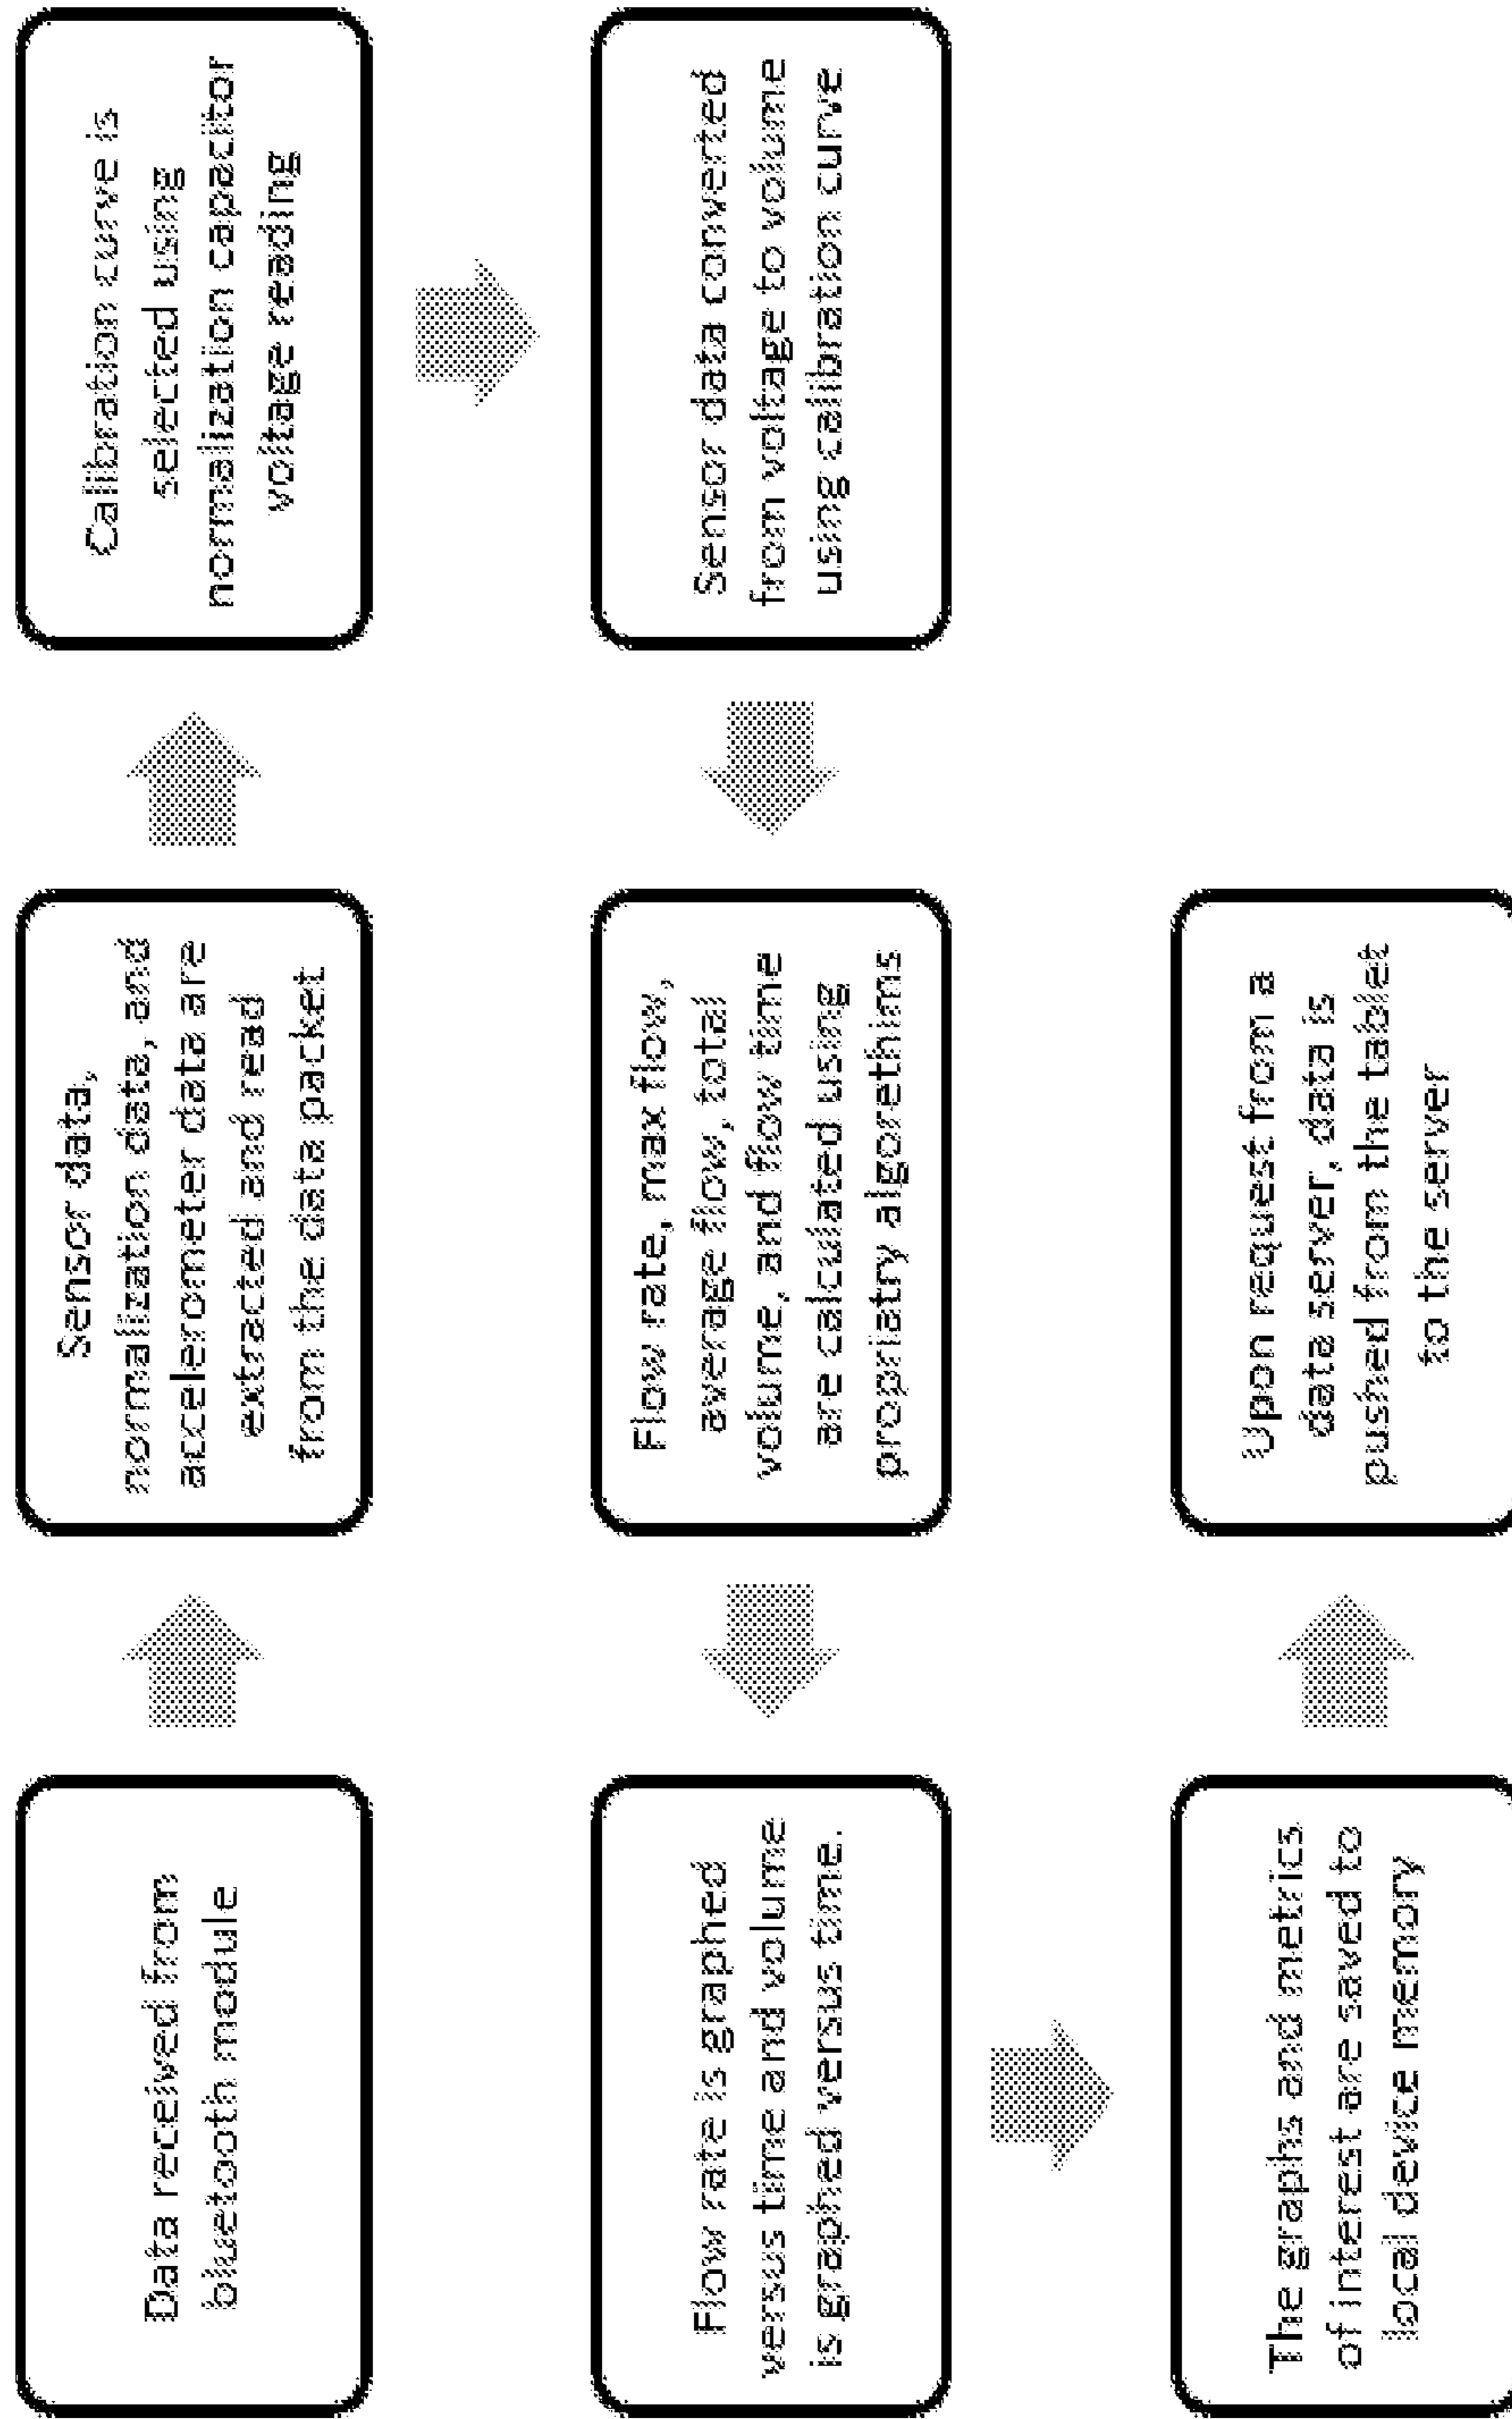 Data received from
bluetooth module
Sensor data,
normalization data, and
accelerometer data are
extracted and read
from the data packet
Calibration curve is
selected using
normalization capacitor
voltage reading
Sensor data converted
from voltage to volume
using calibration curve
Flow rate, max flow,
average flow, total
volume, and flow time
are calculated using
propriatry algorethims
Flow rate is graphed
versus time and volume
is graphed versus time.
The graphs and metrics
of interest are saved to
local device memory
Upon request from a
data server, data is
pushed from the tablet
to the server